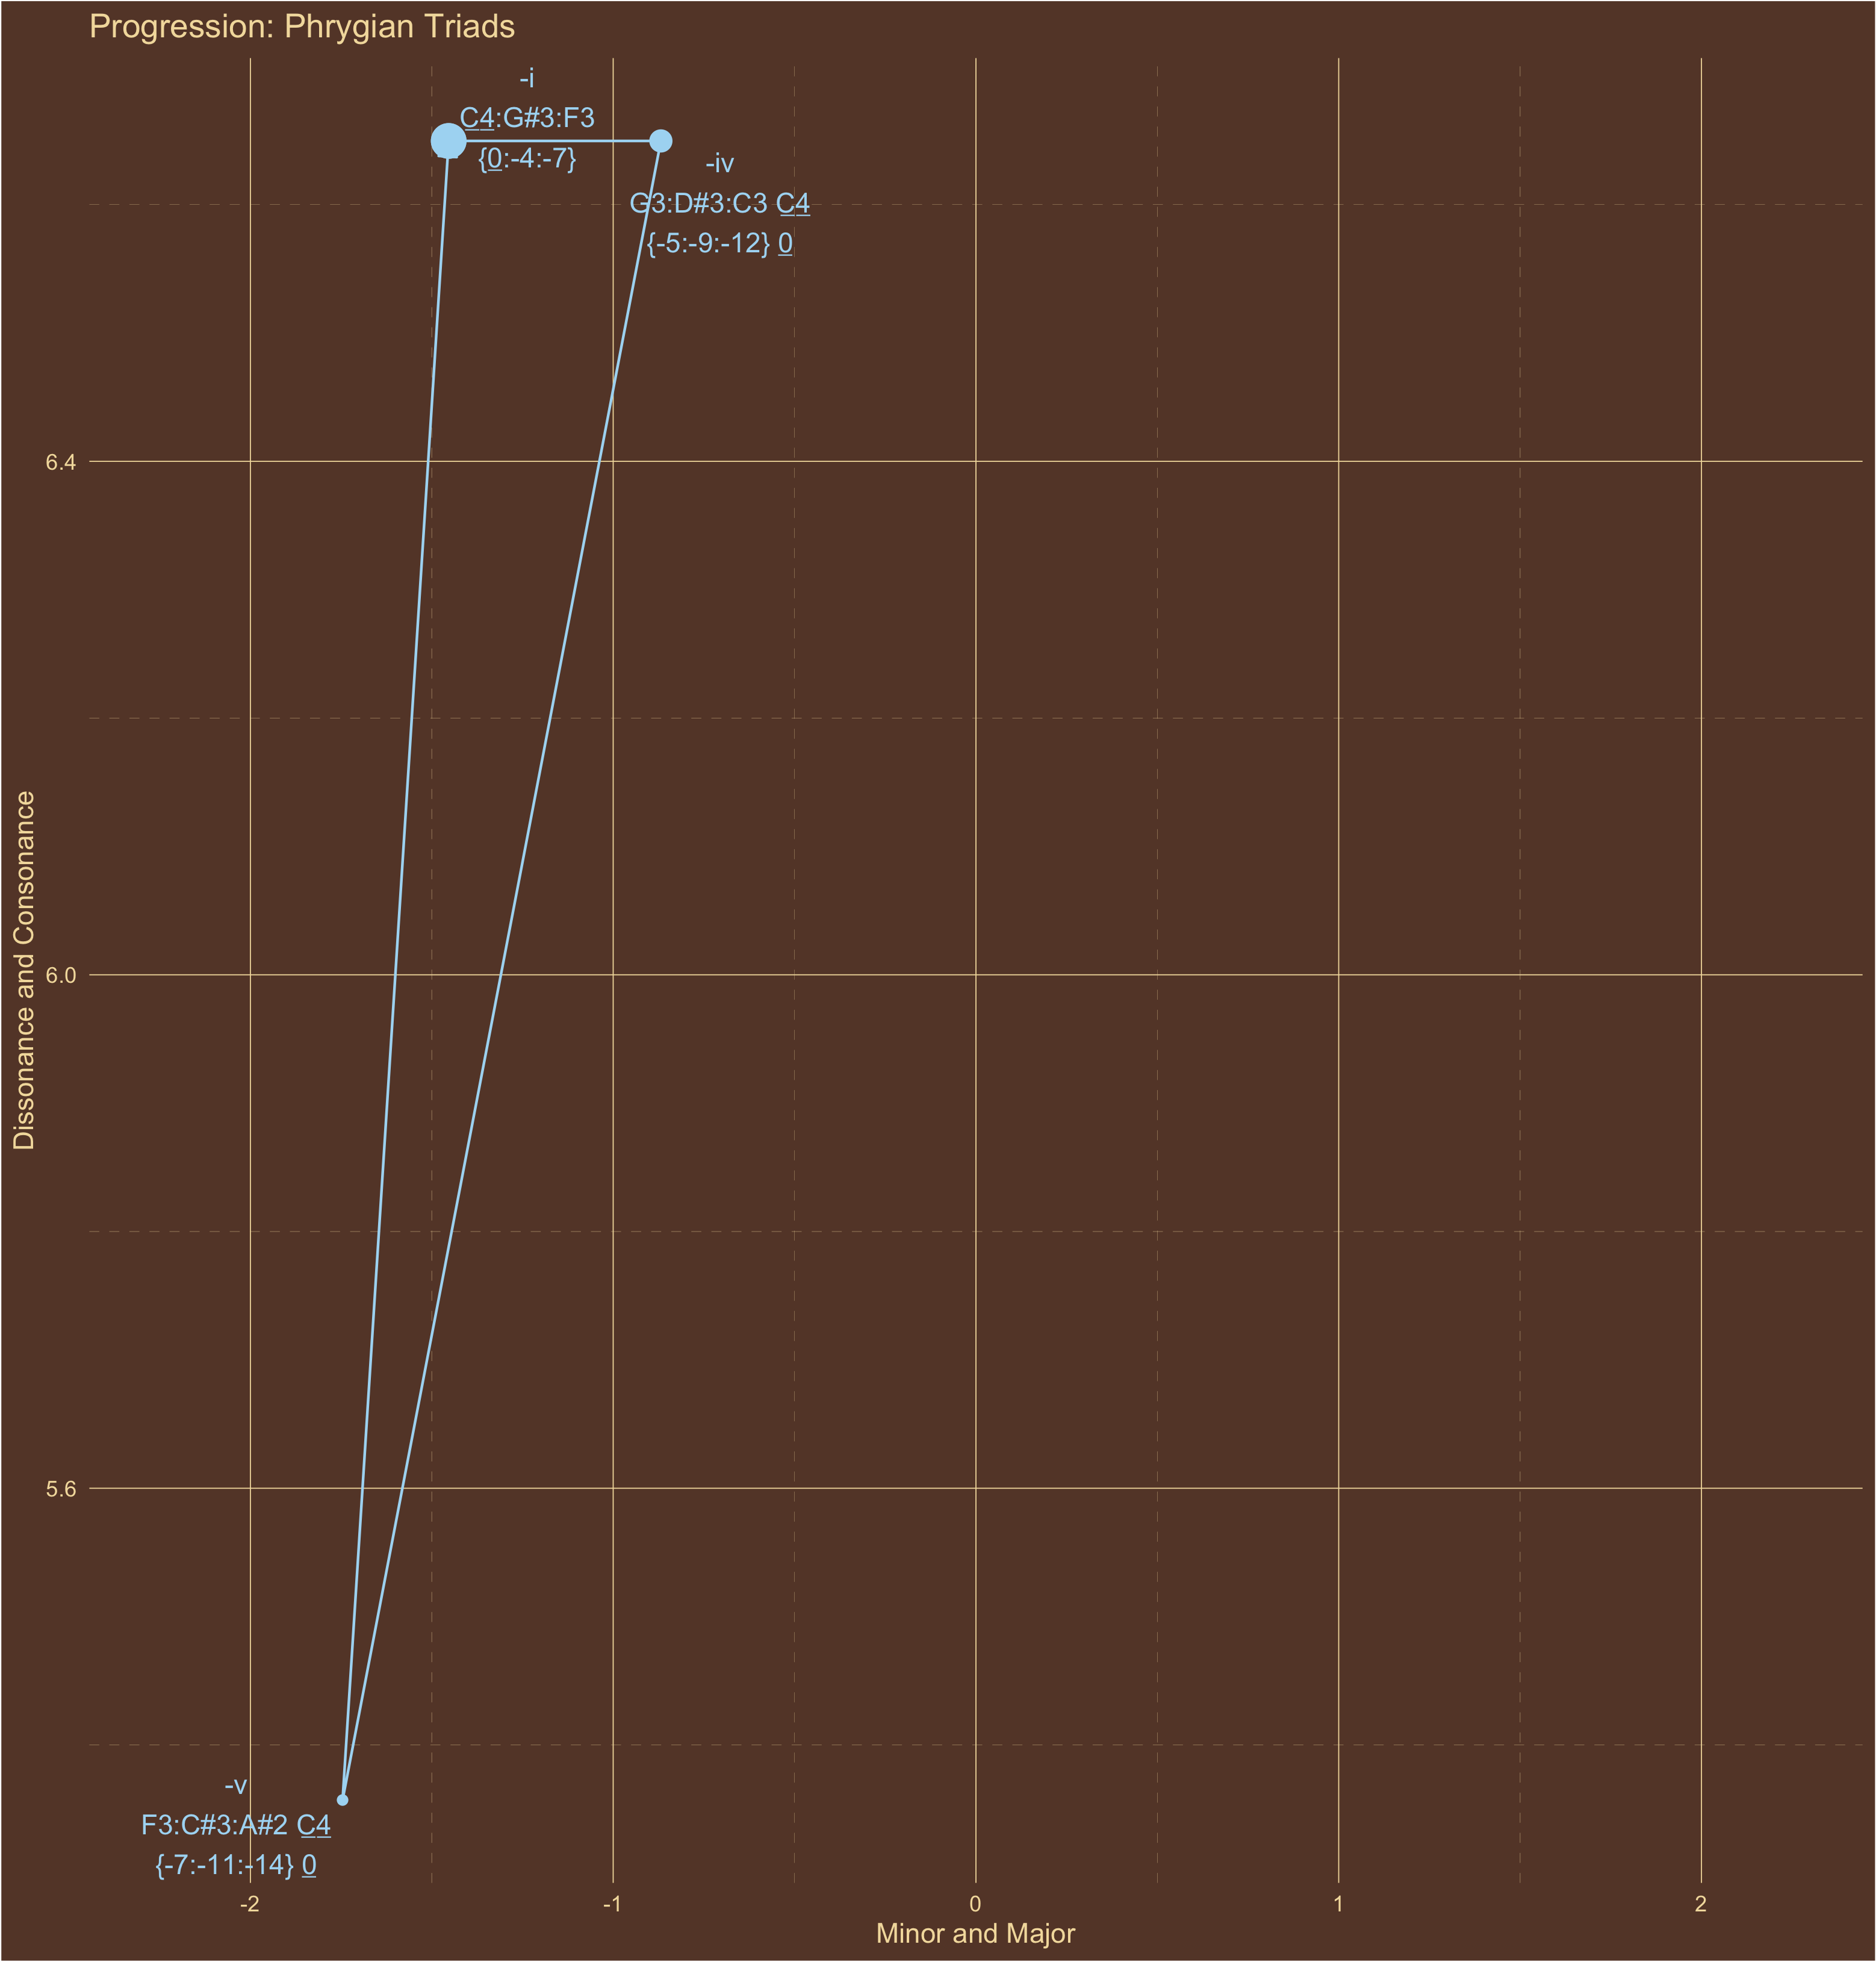 Progression: Phrygian Triads
-i
C4:G#3:F3
{0:-4:-7}
-iv
G3:D#3:C3 C4
{-5:-9:-12} 0
6.4
6.0
5.6
Dissonance and Consonance
-v
F3:C#3:A#2 C4
{-7:-11:-14} 0
-2
-1
0
1
2
Minor and Major